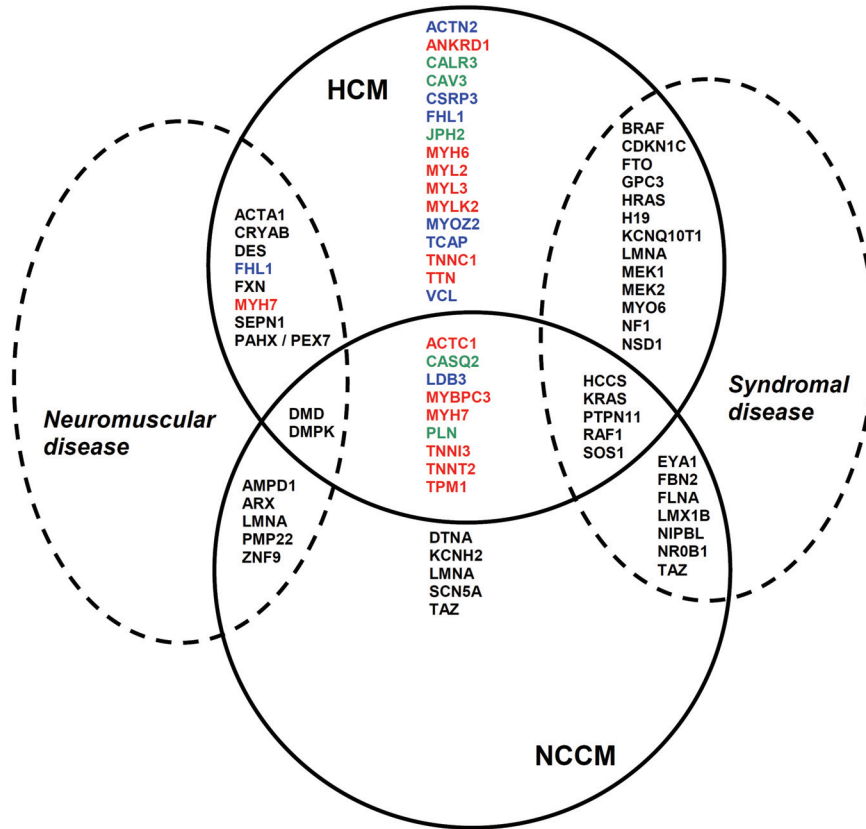 HCM
ACTN2
ANKRD1
CALR3
CAV3
CSRP3
FHL1
JPH2
MYH6
MYL2
MYL3
MYLK2
MYOZ2
TCAP
TNNC1
TTN
VCL
ACTA1
CRYAB
DES
FHL1
FXN
MYH7
SEPN1
PAHX / PEX7
BRAF
CDKN1C
FTO
GPC3
HRAS
H19
KCNQ10T1
LMNA
MEK1
MEK2
MYO6
NF1
NSD1
Neuromuscular
disease
DMD
DMPK
ACTC1
CASQ2
LDB3
MYBPC3
MYH7
PLN
TNNI3
TNNT2
TPM1
HCCS
KRAS
PTPN11
RAF1
SOS1
Syndromal
disease
AMPD1
ARX
LMNA
PMP22
ZNF9
DTNA
KCNH2
LMNA
SCN5A
TAZ
EYA1
FBN2
FLNA
LMX1B
NIPBL
NR0B1
TAZ
NCCM